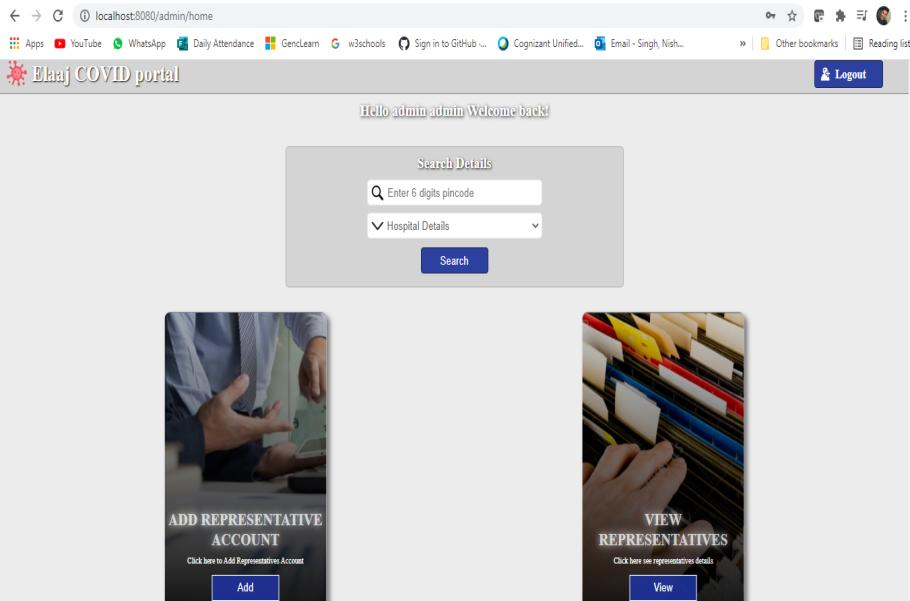 localhost:8080/admin/home
Apps YouTube WhatsApp Daily Attendance GencLearn w3schools Sign in to GitHub ·... Cognizant Unified... Email - Singh, Nish... » Other bookmarks Reading list
Elaaj COVID portal Logout
Hello admin admin Welcome back!
Search Details
Enter 6 digits pincode
Hospital Details
Search
ADD REPRESENTATIVE
ACCOUNT
Click here to Add Representatives Account
Add
VIEW
REPRESENTATIVES
Click here see representatives details
View